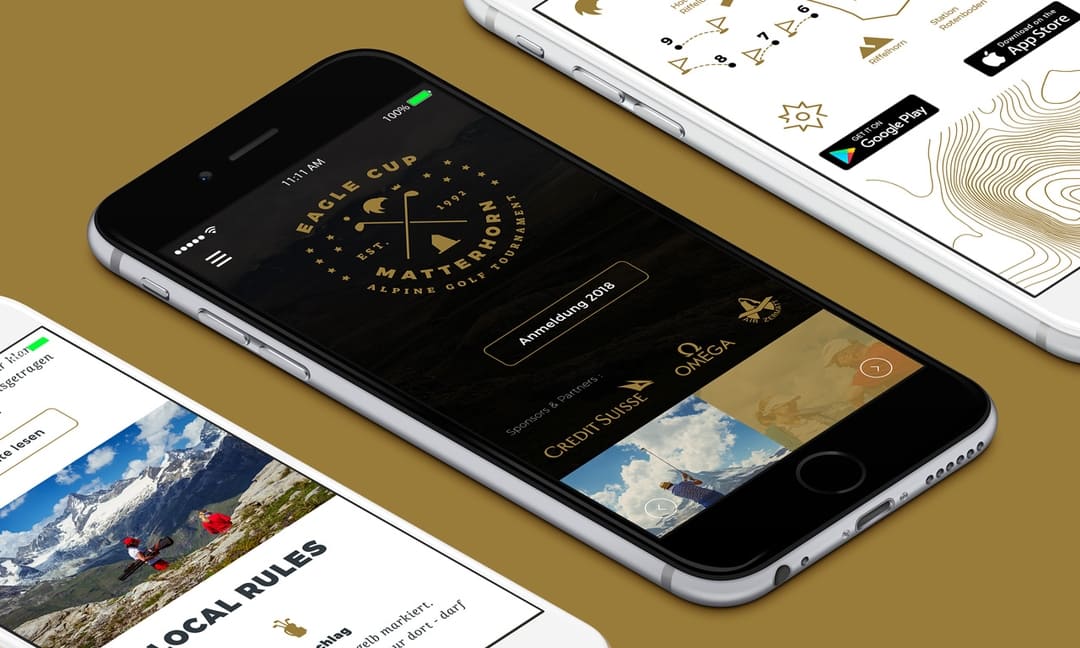 100%
11:11 AM
EAGLE CUP
EST. 1992
MATTERHORN
ALPINE GOLF TOURNAMENT
Anmeldung 2018
Sponsors & Partners :
CREDIT SUISSE
Ω
OMEGA
AIR ZERMATT
6
7
8
9
Riffelhorn
Station
Rotenboden
Download on the
App Store
GET IT ON
Google Play
klar
sgetragen
te lesen
LOCAL RULES
chlag
gelb markiert.
ur dort - darf